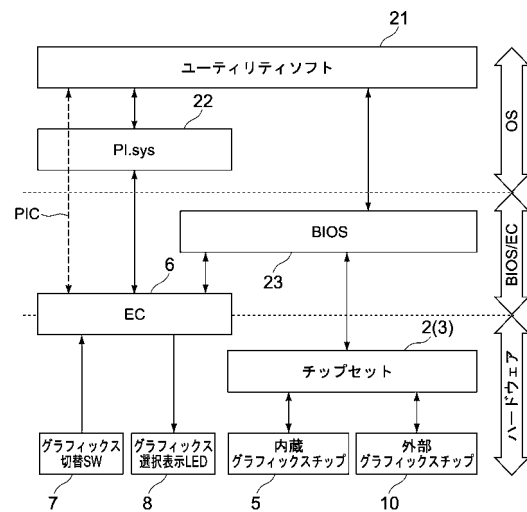 21
ユーティリティソフト
22
PI.sys
OS
PIC
BIOS
23
BIOS/EC
6
EC
2(3)
チップセット
ハードウェア
グラフィックス
切替SW
グラフィックス
選択表示LED
内蔵
グラフィックスチップ
外部
グラフィックスチップ
7
8
5
10